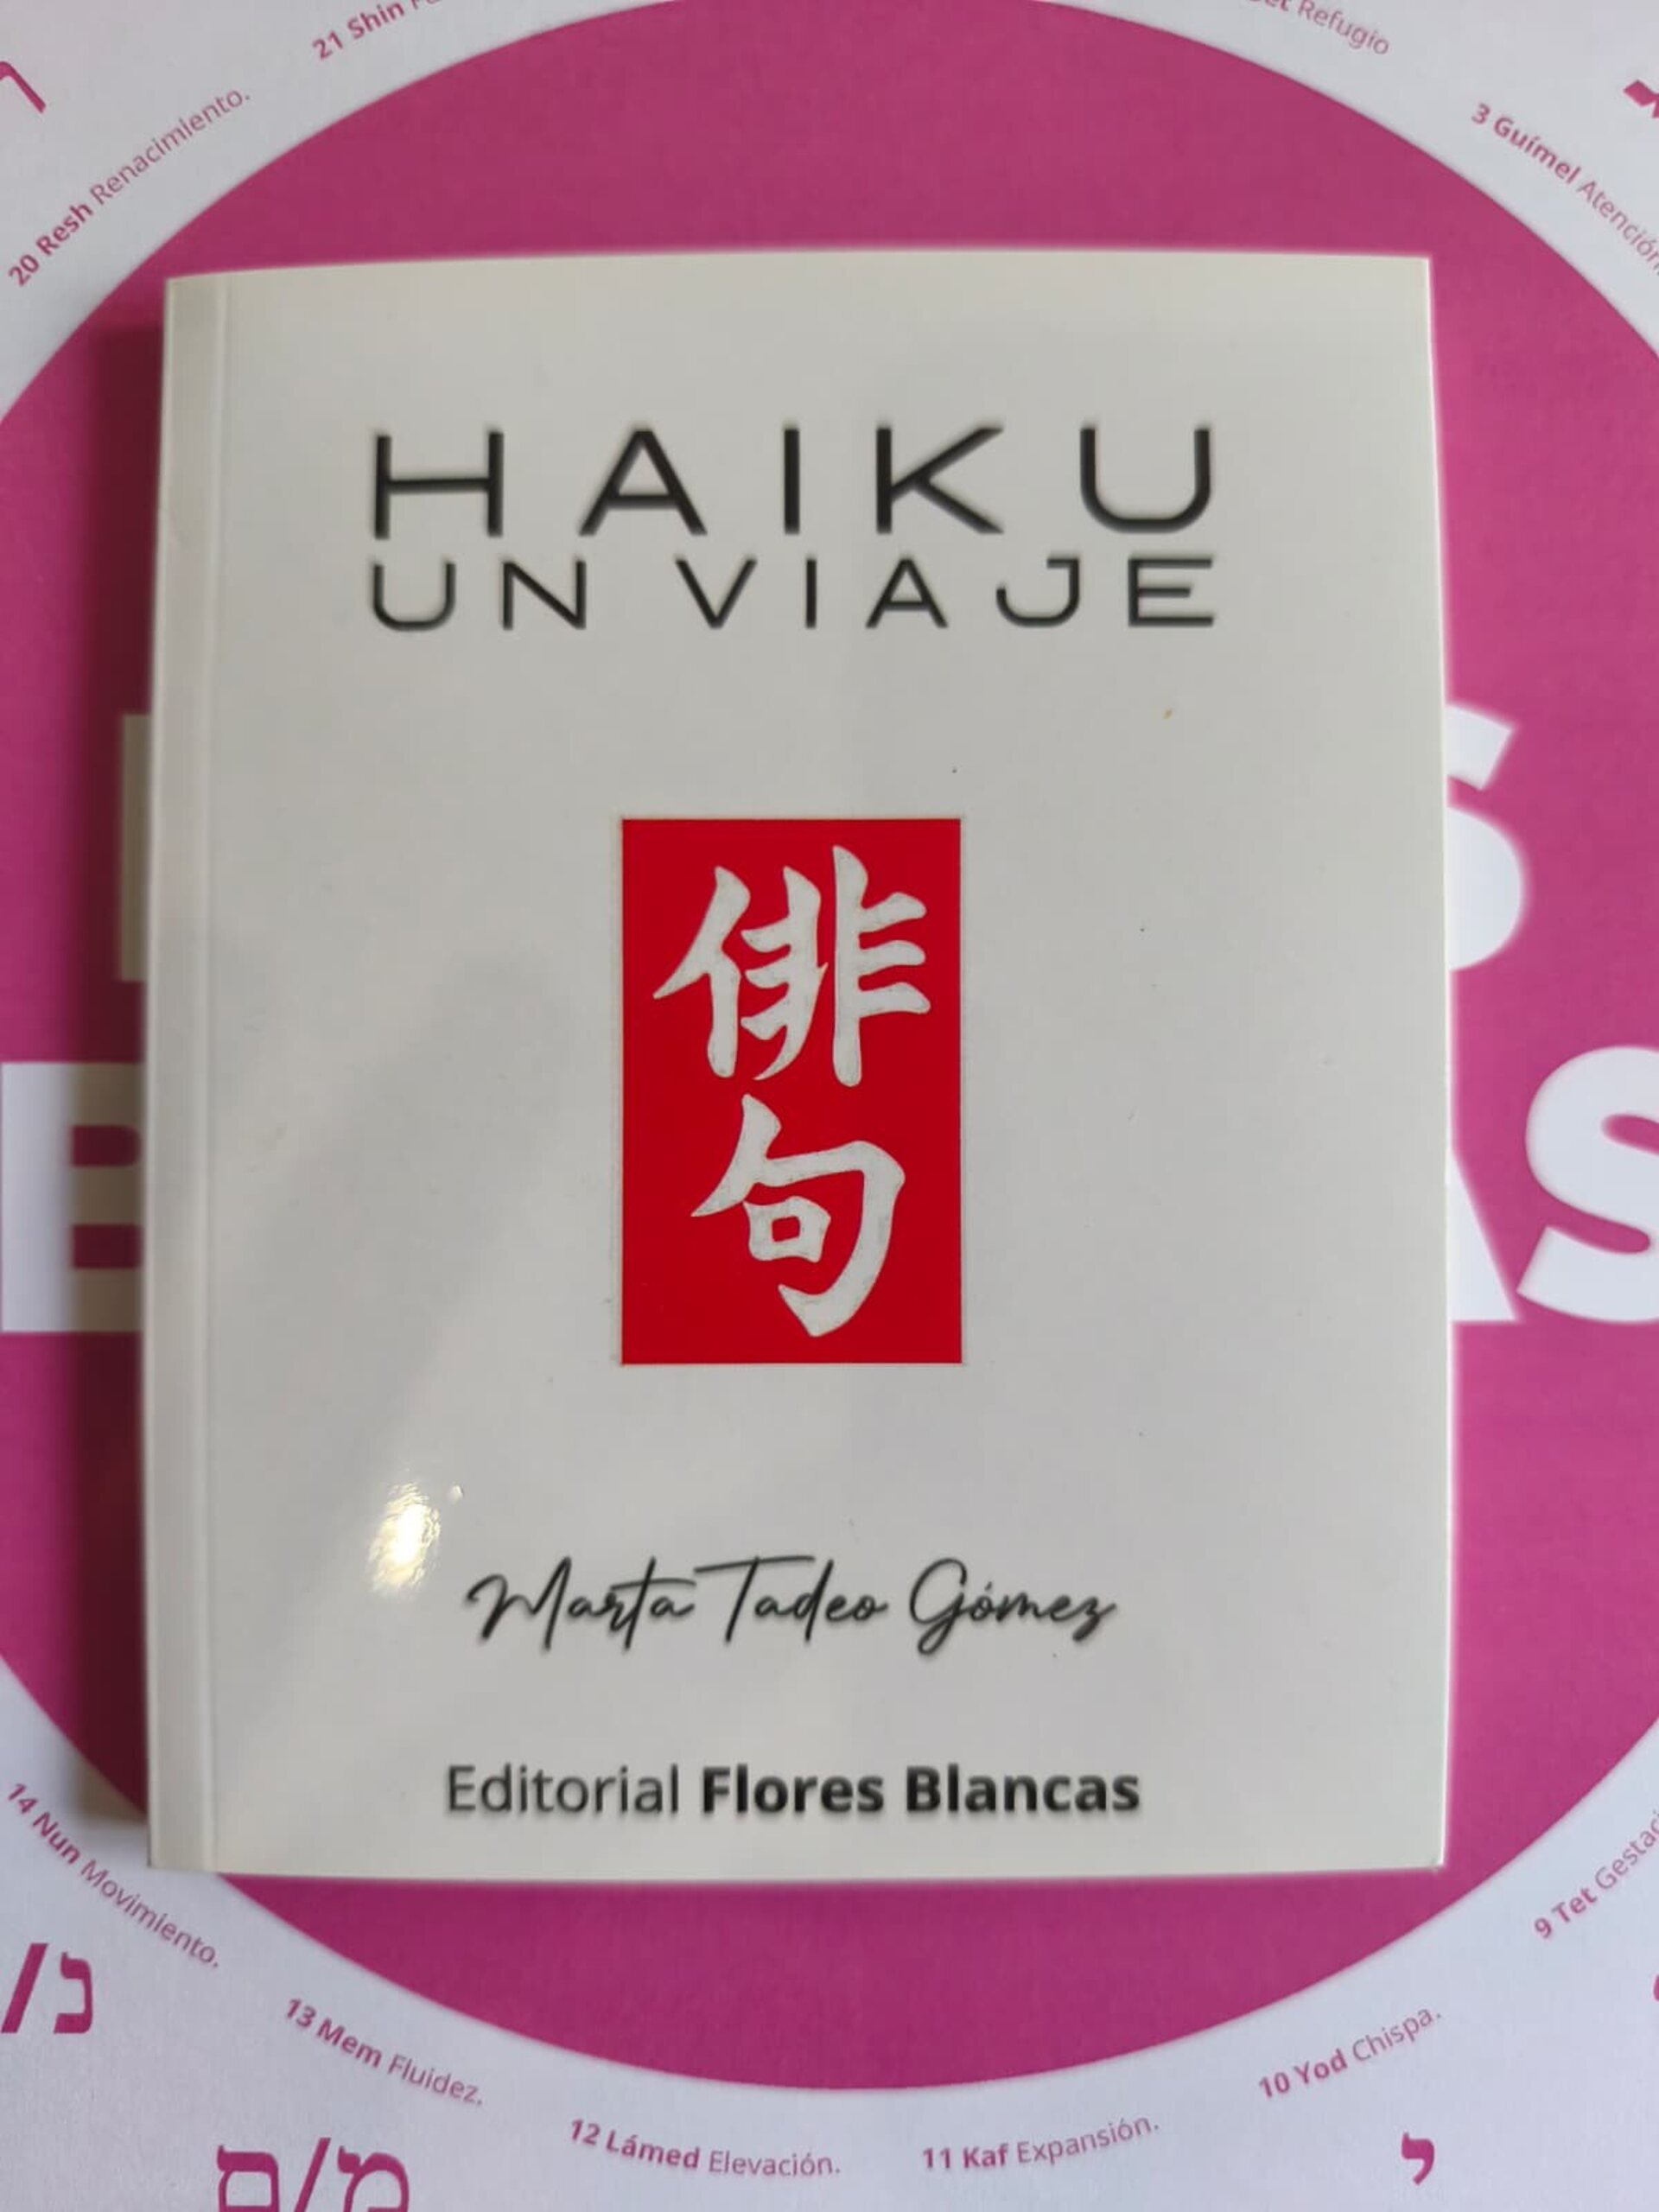 21 Shin
Refugio
20 Resh Renacimiento.
3 Guímel Atención
HAIKU
UN VIAJE
俳
句
Marta Tadeo Gómez
Editorial Flores Blancas
14 Nun Movimiento.
נ/
13 Mem Fluidez.
מ/ם
12 Lámed Elevación.
11 Kaf Expansión.
10 Yod Chispa.
י
9 Tet